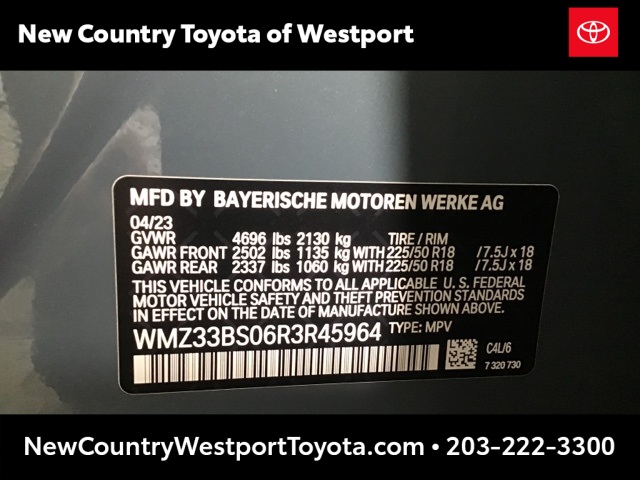 New Country Toyota of Westport
MFD BY BAYERISCHE MOTOREN WERKE AG
04/23
GVWR 4696 lbs 2130 kg TIRE / RIM
GAWR FRONT 2502 lbs 1135 kg WITH 225/50 R18 / 7.5J x 18
GAWR REAR 2337 lbs 1060 kg WITH 225/50 R18 / 7.5J x 18
THIS VEHICLE CONFORMS TO ALL APPLICABLE U.S. FEDERAL
MOTOR VEHICLE SAFETY, BUMPER, AND THEFT PREVENTION STANDARDS
IN EFFECT ON THE DATE OF MANUFACTURE SHOWN ABOVE.
WMZ33BS06R3R45964 TYPE: MPV
C4L/6
7 320 730
NewCountryWestportToyota.com • 203-222-3300